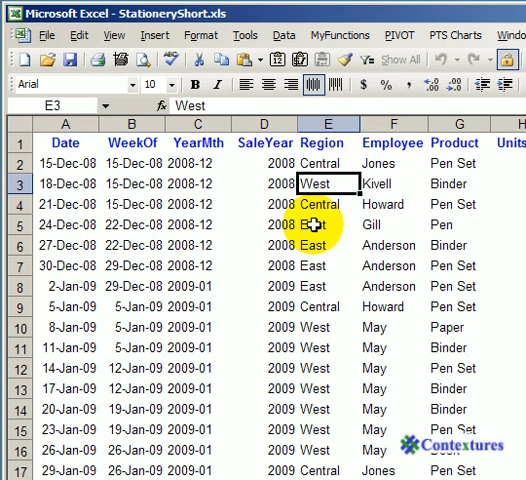 Microsoft Excel - StationeryShort.xls
File Edit View Insert Format Tools Data MyFunctions PIVOT PTS Charts Windo
Show All
Arial 10 B I $ %
E3 fx West
A B C D E F G H
1 Date WeekOf YearMth SaleYear Region Employee Product Units
2 15-Dec-08 15-Dec-08 2008-12 2008 Central Jones Pen Set
3 18-Dec-08 15-Dec-08 2008-12 2008 West Kivell Binder
4 21-Dec-08 15-Dec-08 2008-12 2008 Central Howard Pen Set
5 24-Dec-08 22-Dec-08 2008-12 2008 East Gill Pen
6 27-Dec-08 22-Dec-08 2008-12 2008 East Anderson Binder
7 30-Dec-08 29-Dec-08 2008-12 2008 East Anderson Pen Set
8 2-Jan-09 29-Dec-08 2009-01 2009 East Anderson Pen Set
9 5-Jan-09 5-Jan-09 2009-01 2009 Central Howard Pen Set
10 8-Jan-09 5-Jan-09 2009-01 2009 West May Paper
11 11-Jan-09 5-Jan-09 2009-01 2009 West May Binder
12 14-Jan-09 12-Jan-09 2009-01 2009 West May Pen Set
13 17-Jan-09 12-Jan-09 2009-01 2009 West May Binder
14 20-Jan-09 19-Jan-09 2009-01 2009 West May Binder
15 23-Jan-09 19-Jan-09 2009-01 2009 West May Pen Set
16 26-Jan-09 26-Jan-09 2009-01 2009 West May
17 29-Jan-09 26-Jan-09 2009-01 2009 Central Jones Pen Set
Contextures